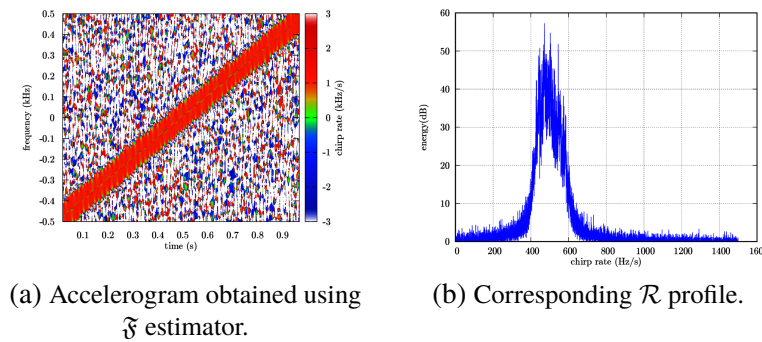 0.5
0.4
0.3
0.2
0.1
0
-0.1
-0.2
-0.3
-0.4
-0.5
frequency (kHz)
0.1 0.2 0.3 0.4 0.5 0.6 0.7 0.8 0.9
time (s)
3
2
1
0
-1
-2
-3
chirp rate (kHz/s)
(a) Accelerogram obtained using
𝔉 estimator.
60
50
40
30
20
10
0
energy(dB)
0 200 400 600 800 1000 1200 1400 1600
chirp rate (Hz/s)
(b) Corresponding ℛ profile.